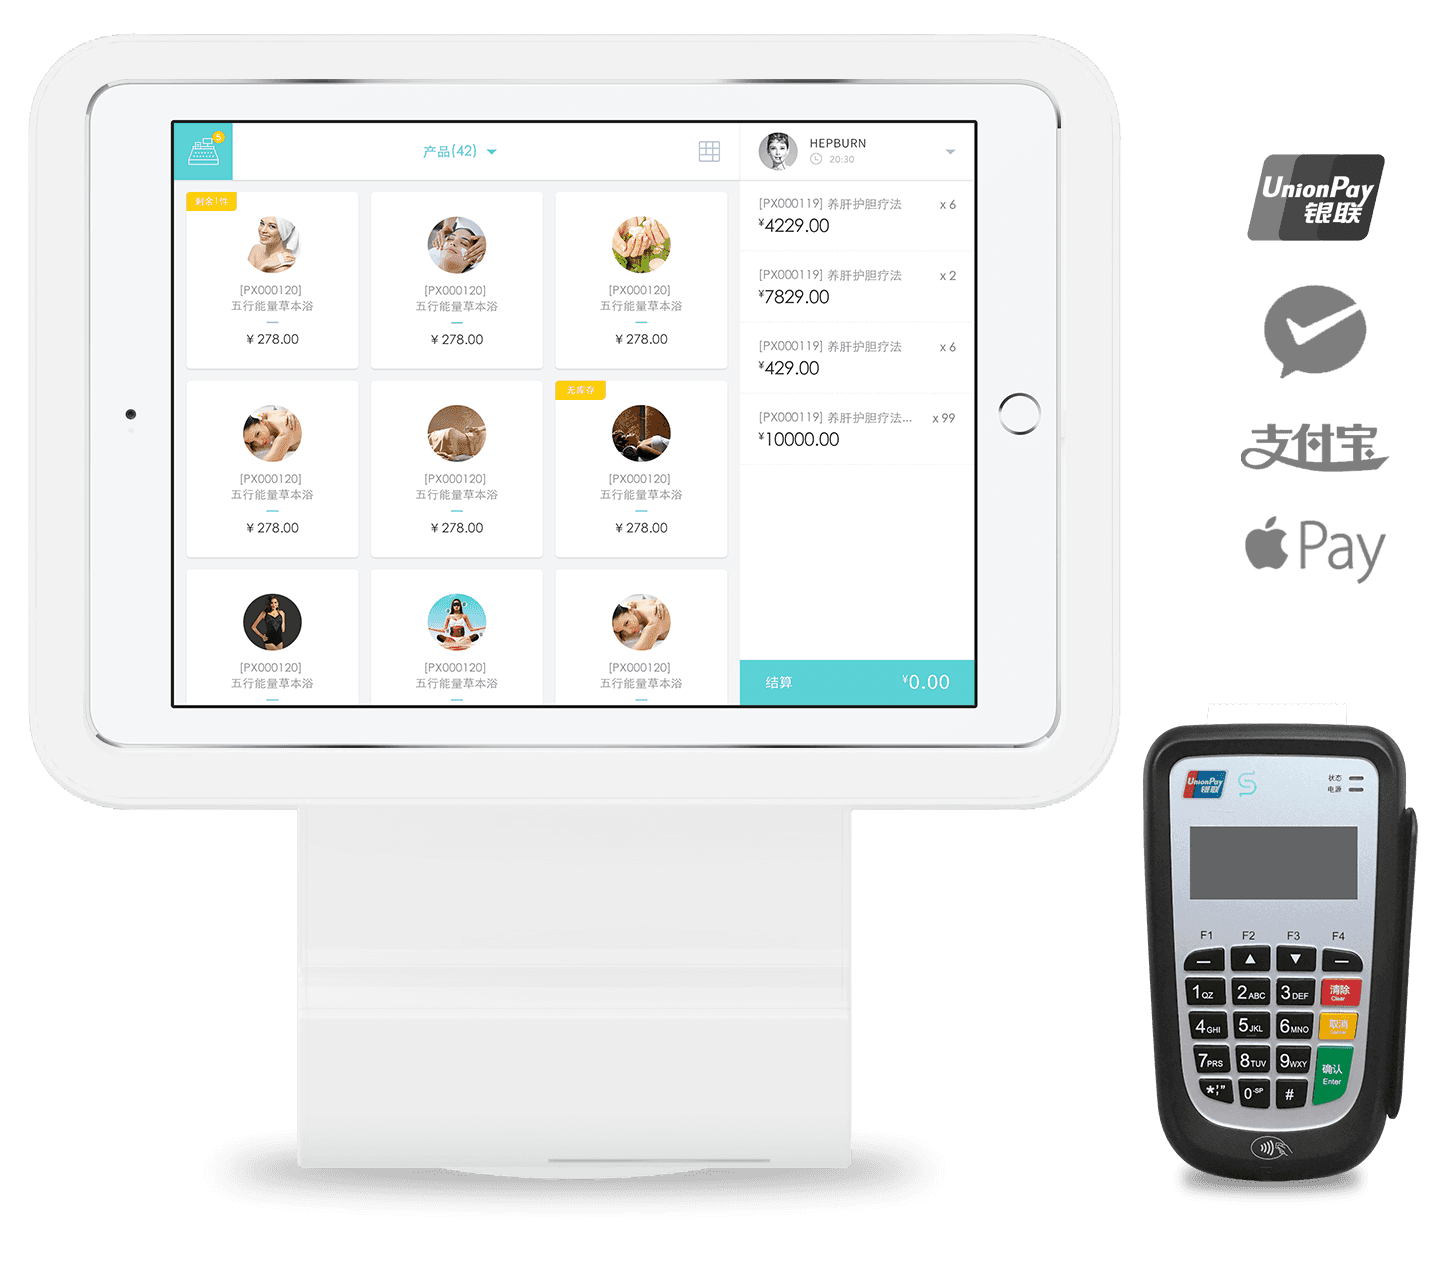 5
产品(42)
HEPBURN
20:30
剩余1件
[PX000120]
五行能量草本浴
¥ 278.00
[PX000120]
五行能量草本浴
¥ 278.00
[PX000120]
五行能量草本浴
¥ 278.00
[PX000120]
五行能量草本浴
¥ 278.00
[PX000120]
五行能量草本浴
¥ 278.00
无库存
[PX000120]
五行能量草本浴
¥ 278.00
[PX000120]
五行能量草本浴
[PX000120]
五行能量草本浴
[PX000120]
五行能量草本浴
[PX000119] 养肝护胆疗法 x 6
¥4229.00
[PX000119] 养肝护胆疗法 x 2
¥7829.00
[PX000119] 养肝护胆疗法 x 6
¥429.00
[PX000119] 养肝护胆疗法... x 99
¥10000.00
结算 ¥0.00
UnionPay
银联
支付宝
Pay
UnionPay
银联
状态
电源
F1 F2 F3 F4
1QZ 2ABC 3DEF 清除
Clear
4GHI 5JKL 6MNO 取消
Cancel
7PRS 8TUV 9WXY 确认
Enter
*,'" 0-SP #